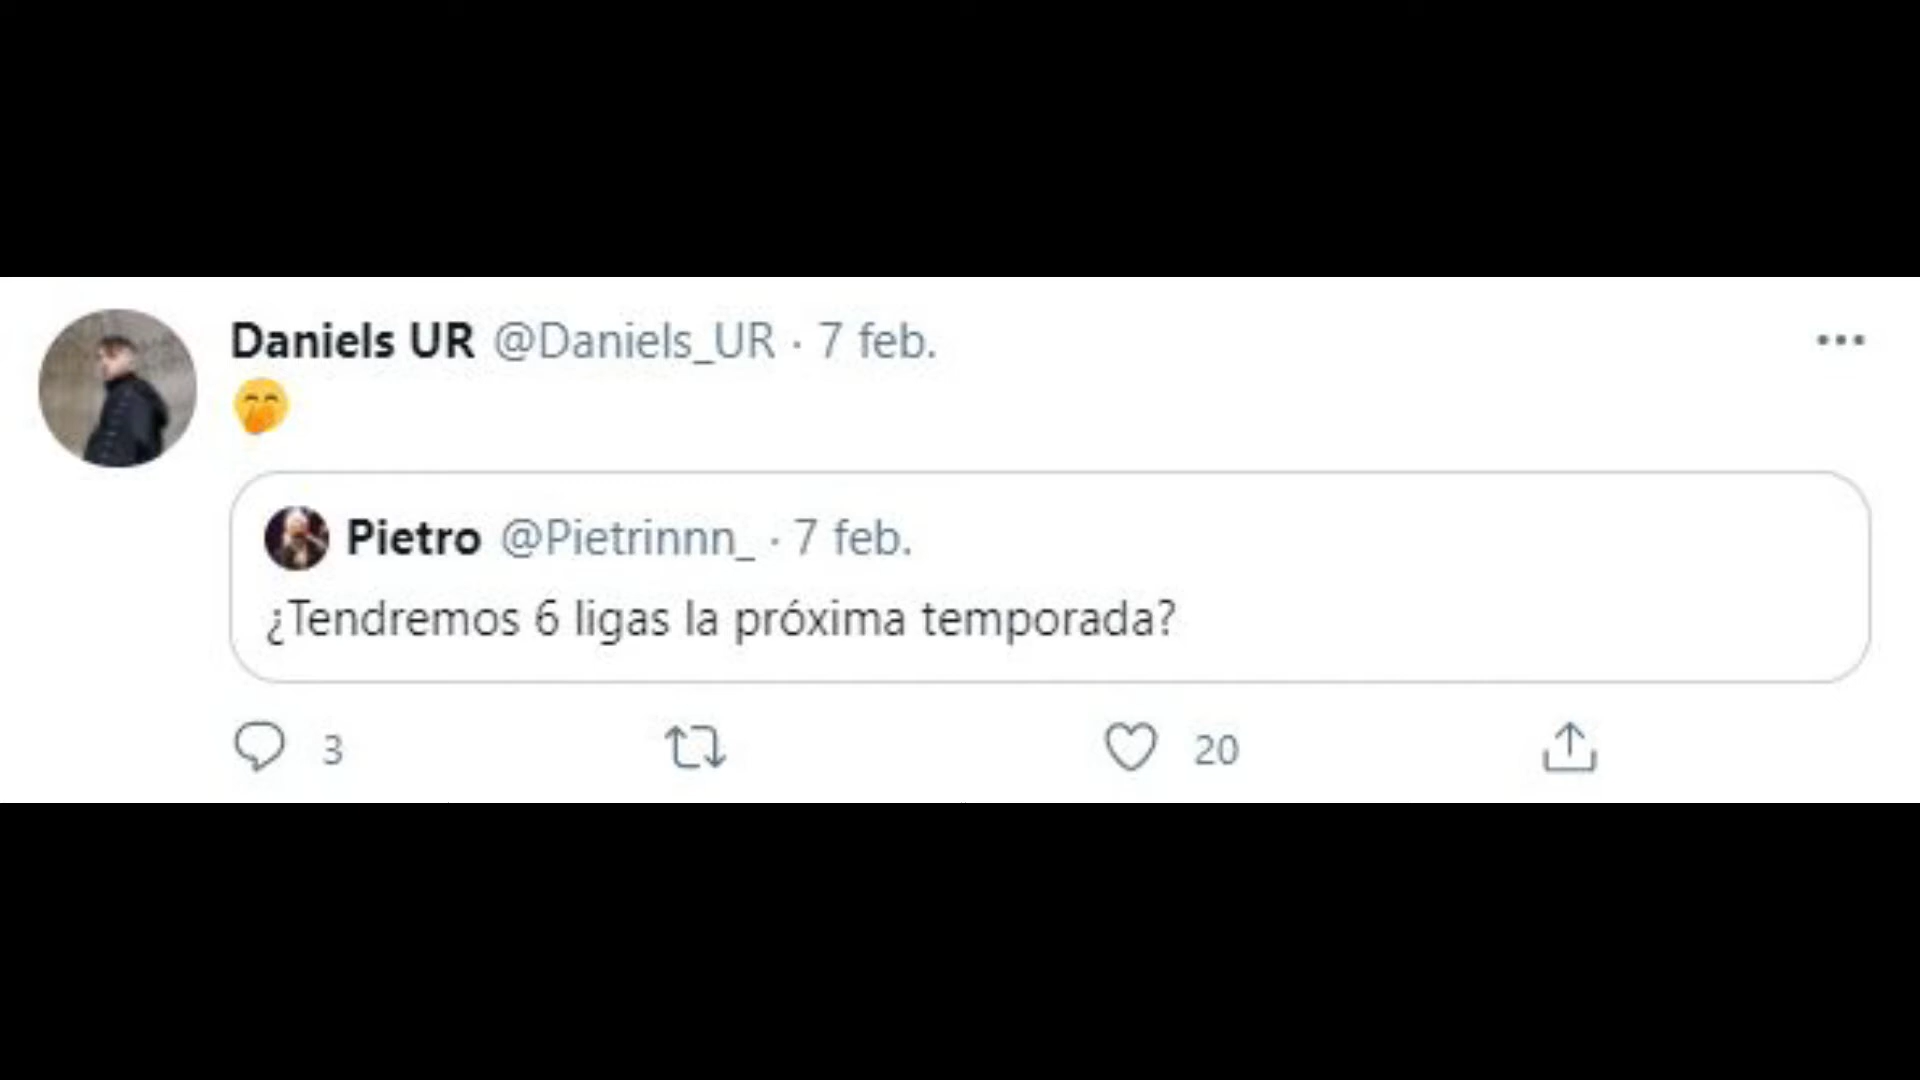 Daniels UR @Daniels_UR · 7 feb.
🤭
Pietro @Pietrinnn_ · 7 feb.
¿Tendremos 6 ligas la próxima temporada?
3 20